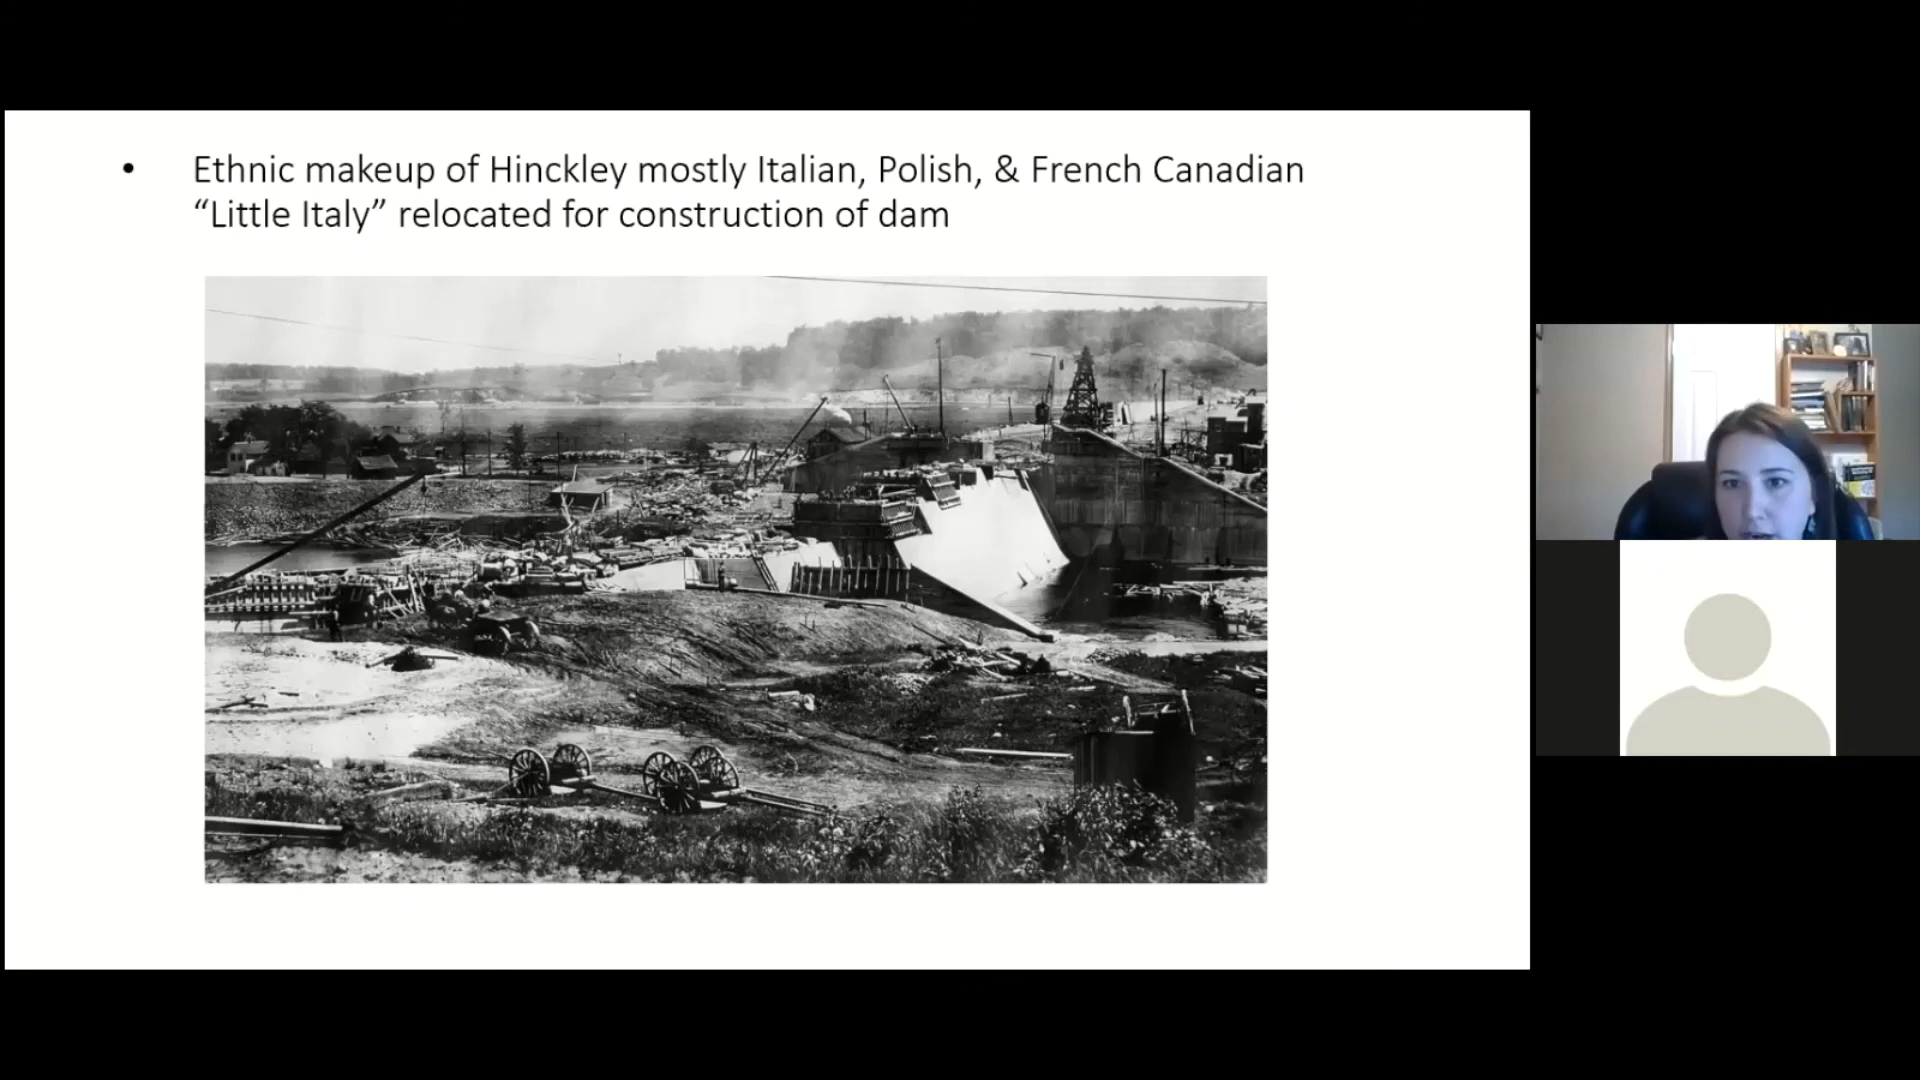 • Ethnic makeup of Hinckley mostly Italian, Polish, & French Canadian
“Little Italy” relocated for construction of dam